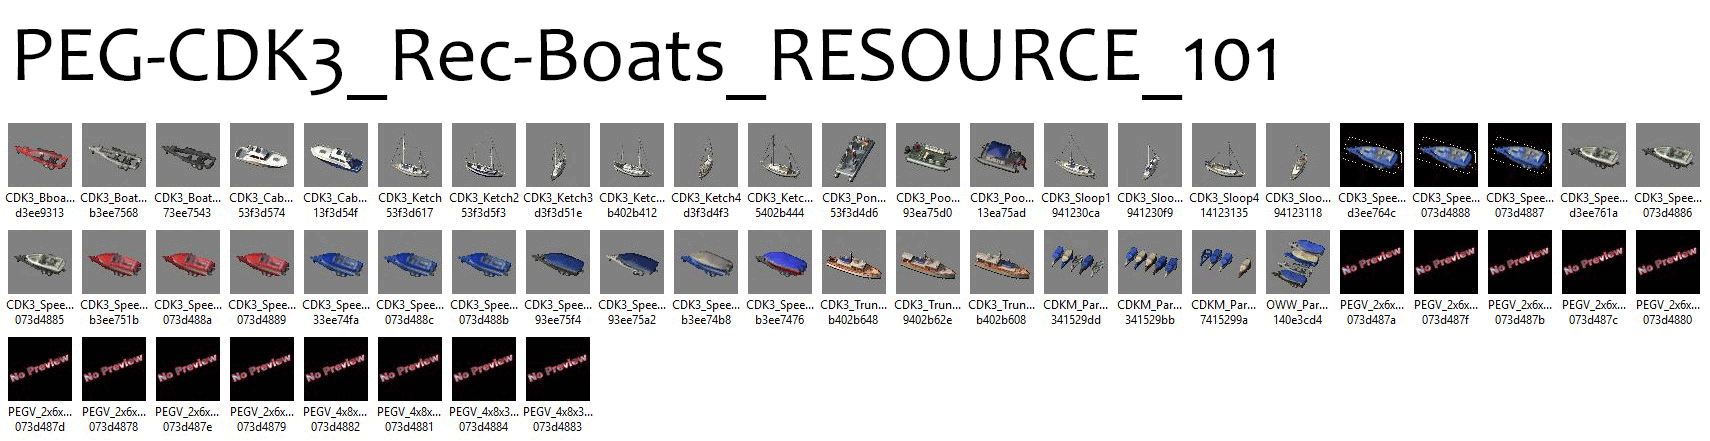 PEG-CDK3_Rec-Boats_RESOURCE_101
CDK3_Bboa... CDK3_Boat... CDK3_Boat... CDK3_Cab... CDK3_Cab... CDK3_Ketch CDK3_Ketch2 CDK3_Ketch3 CDK3_Ketc... CDK3_Ketch4 CDK3_Ketc... CDK3_Pon... CDK3_Poo... CDK3_Poo... CDK3_Sloop1 CDK3_Sloo... CDK3_Sloop4 CDK3_Sloo... CDK3_Spee... CDK3_Spee... CDK3_Spee... CDK3_Spee... CDK3_Spee...
d3ee9313 b3ee7568 73ee7543 53f3d574 13f3d54f 53f3d617 53f3d5f3 d3f3d51e b402b412 d3f3d4f3 5402b444 53f3d4d6 93ea75d0 13ea75ad 941230ca 941230f9 14123135 94123118 d3ee764c 073d4888 073d4887 d3ee761a 073d4886
No Preview No Preview No Preview No Preview No Preview
CDK3_Spee... CDK3_Spee... CDK3_Spee... CDK3_Spee... CDK3_Spee... CDK3_Spee... CDK3_Spee... CDK3_Spee... CDK3_Spee... CDK3_Spee... CDK3_Spee... CDK3_Trun... CDK3_Trun... CDK3_Trun... CDKM_Par... CDKM_Par... CDKM_Par... OWW_Par... PEGV_2x6x... PEGV_2x6x... PEGV_2x6x... PEGV_2x6x... PEGV_2x6x...
073d4885 b3ee751b 073d488a 073d4889 33ee74fa 073d488c 073d488b 93ee75f4 93ee75a2 b3ee74b8 b3ee7476 b402b648 9402b62e b402b608 341529dd 341529bb 7415299a 140e3cd4 073d487a 073d487f 073d487b 073d487c 073d4880
No Preview No Preview No Preview No Preview No Preview No Preview No Preview No Preview
PEGV_2x6x... PEGV_2x6x... PEGV_2x6x... PEGV_2x6x... PEGV_4x8x... PEGV_4x8x... PEGV_4x8x3... PEGV_4x8x3...
073d487d 073d4878 073d487e 073d4879 073d4882 073d4881 073d4884 073d4883